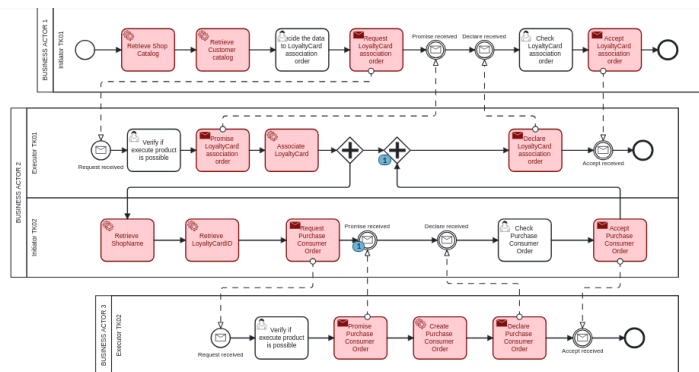 BUSINESS ACTOR 1
Initiator TK01
Retrieve Shop
Catalog
Retrieve
Customer
catalog
cide the data
to LoyaltyCard
association
order
Request
LoyaltyCard
association
order
Promise received
Declare received
Check
LoyaltyCard
association
order
Accept
LoyaltyCard
association
order
BUSINESS ACTOR 2
Executor TK01
Request received
Verify if
execute product
is possible
Promise
LoyaltyCard
association order
Associate
LoyaltyCard
1
Declare
LoyaltyCard
association
order
Accept received
Initiator TK02
Retrieve
ShopName
Retrieve
LoyaltyCardID
Request
Purchase
Consumer
Order
Promise received
1
Declare received
Check
Purchase
Consumer
Order
Accept
Purchase
Consumer Order
BUSINESS ACTOR 3
Executor TK02
Request received
Verify if
execute product
is possible
Promise
Purchase
Consumer
Order
Create
Purchase
Consumer
Order
Declare
Purchase
Consumer
Order
Accept received